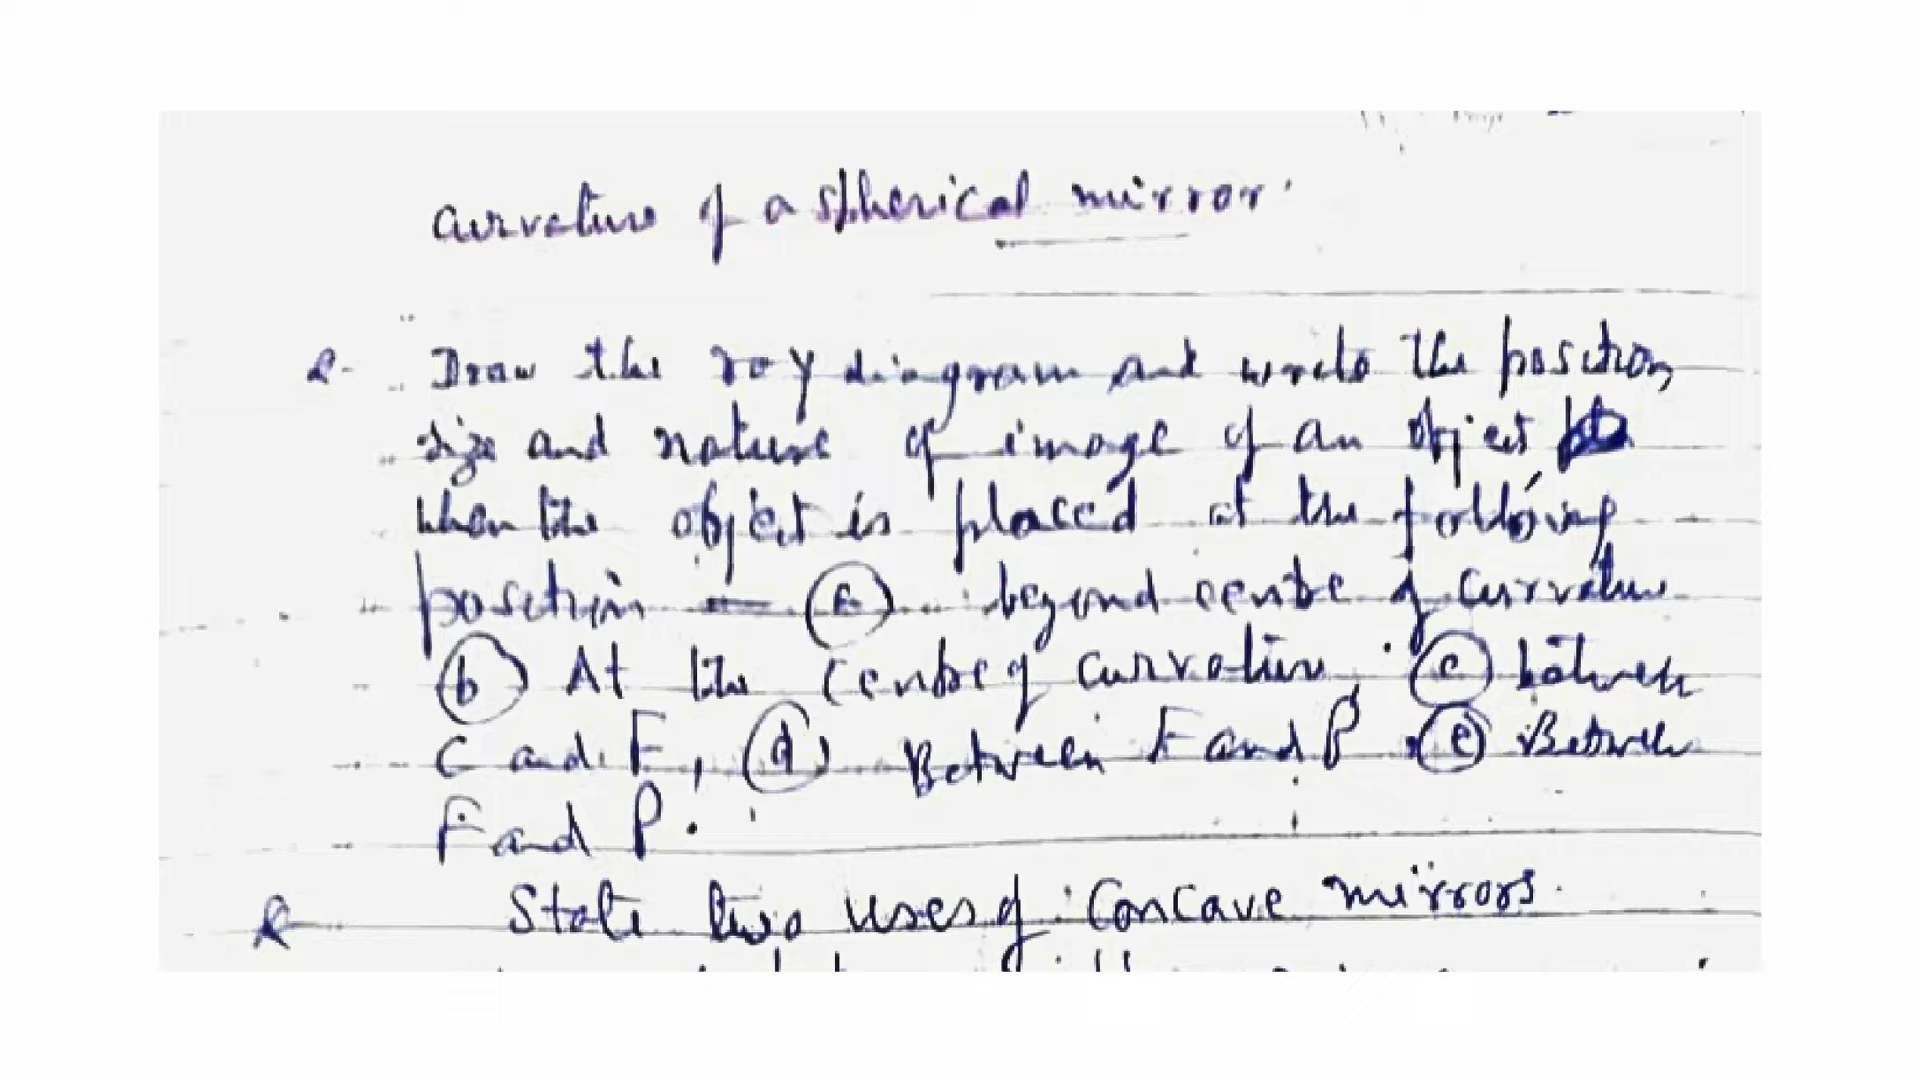 curvature of a spherical mirror.
Q. Draw the ray diagram and write the position,
size and nature of image of an object
when the object is placed at the following
position — (a) beyond centre of curvature
(b) At the centre of curvature, (c) between
C and F, (d) Between F and P (e) Between
F and P.
Q State two uses of Concave mirrors.